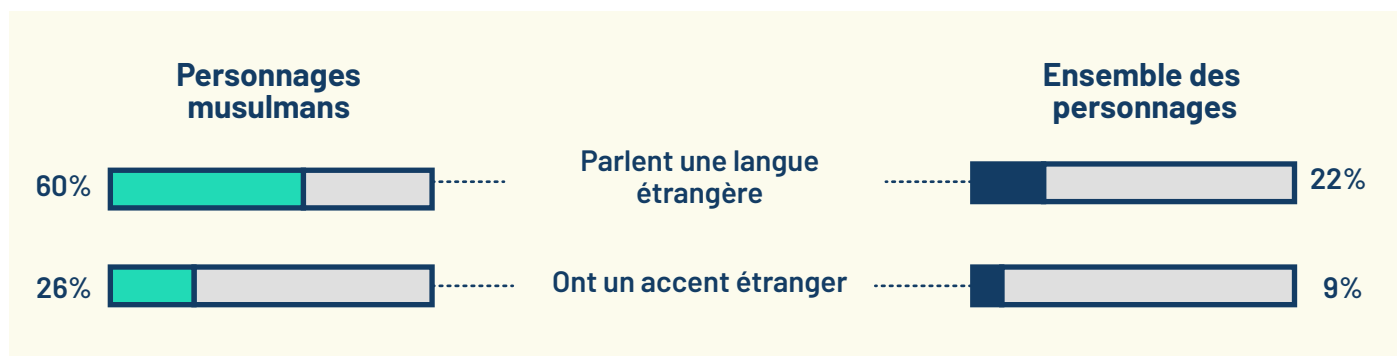 Personnages
musulmans
Ensemble des
personnages
60%
Parlent une langue
étrangère
22%
26%
Ont un accent étranger
9%